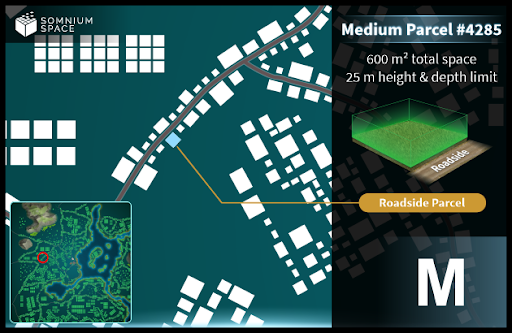 SOMNIUM
SPACE
Medium Parcel #4285
600 m² total space
25 m height & depth limit
Roadside
Roadside Parcel
M